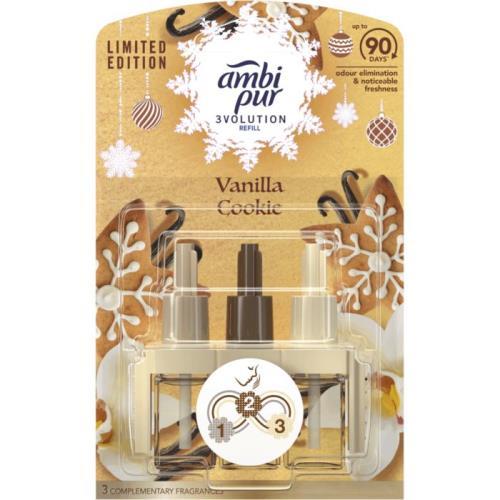 LIMITED
EDITION
ambi
pur
3VOLUTION
REFILL
up to
90
DAYS*
odour elimination
& noticeable
freshness
Vanilla
Cookie
1 2 3
3 COMPLEMENTARY FRAGRANCES